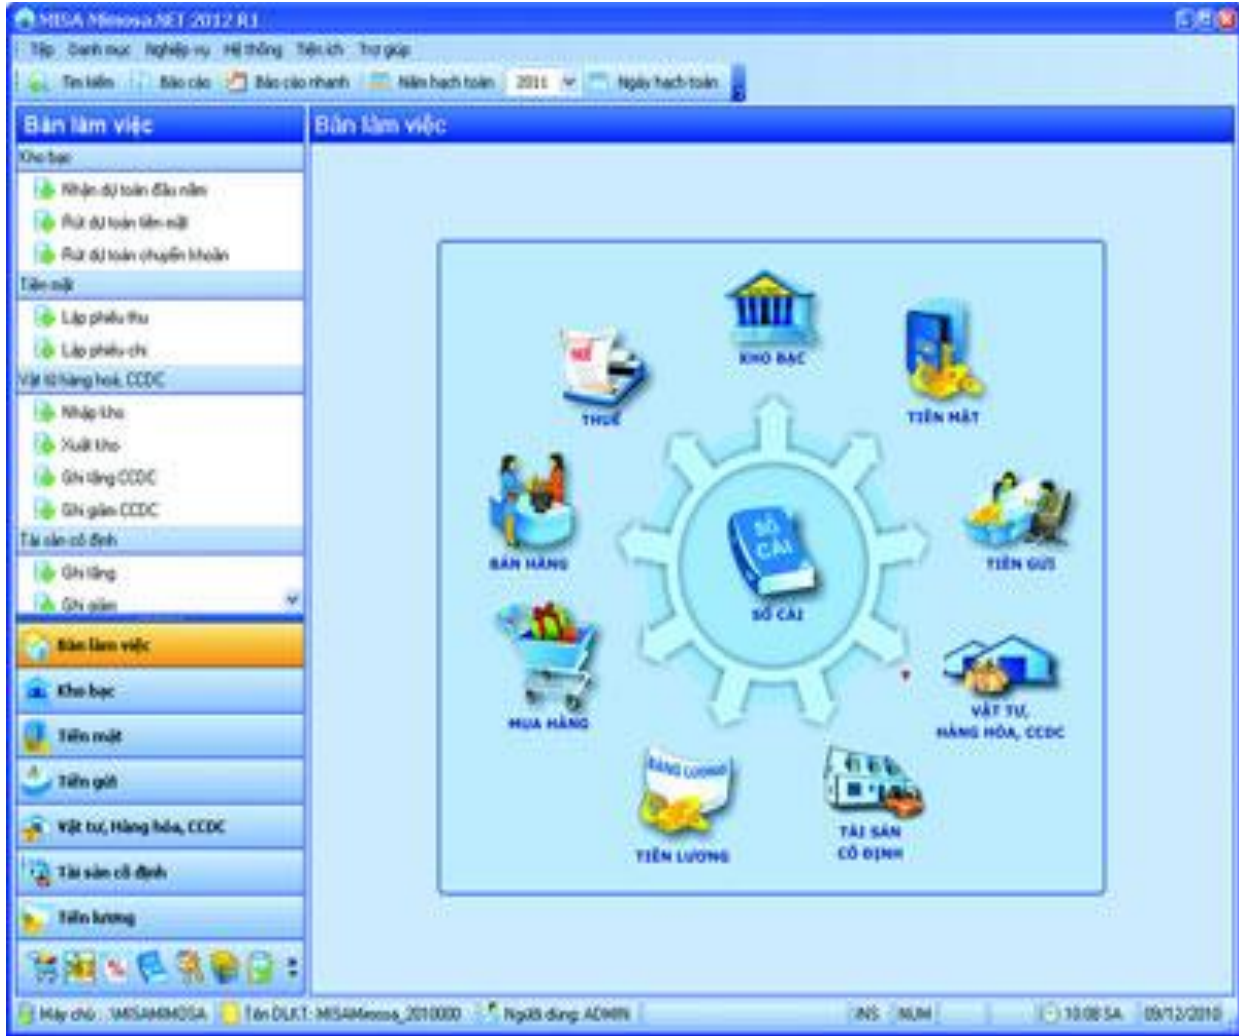 MISA Mimosa.NET 2012 R1
Tệp Danh mục Nghiệp vụ Hệ thống Tiện ích Trợ giúp
Tìm kiếm Báo cáo Báo cáo nhanh Năm hạch toán 2011 Ngày hạch toán
Bàn làm việc
Bàn làm việc
Kho bạc
Nhận dự toán đầu năm
Rút dự toán tiền mặt
Rút dự toán chuyển khoản
Tiền mặt
Lập phiếu thu
Lập phiếu chi
Vật tư hàng hoá, CCDC
Nhập kho
Xuất kho
Ghi tăng CCDC
Ghi giảm CCDC
Tài sản cố định
Ghi tăng
Ghi giảm
Bàn làm việc
Kho bạc
Tiền mặt
Tiền gửi
Vật tư, Hàng hóa, CCDC
Tài sản cố định
Tiền lương
KHO BẠC
TIỀN MẶT
TIỀN GỬI
VẬT TƯ,
HÀNG HÓA, CCDC
TÀI SẢN
CỐ ĐỊNH
BẢNG LƯƠNG
TIỀN LƯƠNG
MUA HÀNG
BÁN HÀNG
THUẾ
SỔ
CÁI
SỔ CÁI
Máy chủ : .\MISAMIMOSA Tên DLKT: MISAMimosa_2010000 Người dùng: ADMIN INS NUM 10:08 SA 09/12/2010